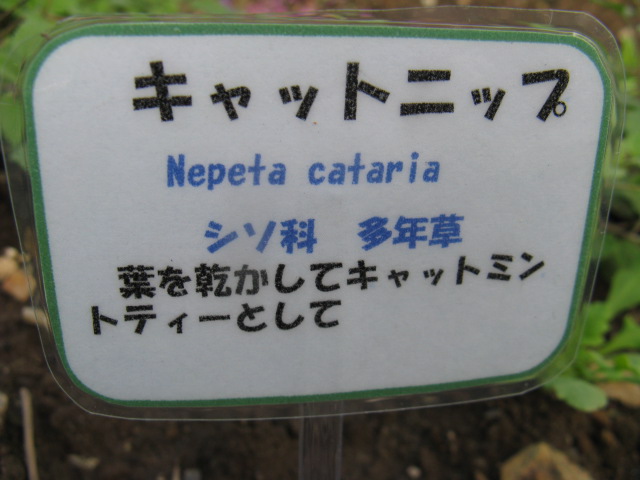 キャットニップ
Nepeta cataria
シソ科　多年草
葉を乾かしてキャットミン
トティーとして